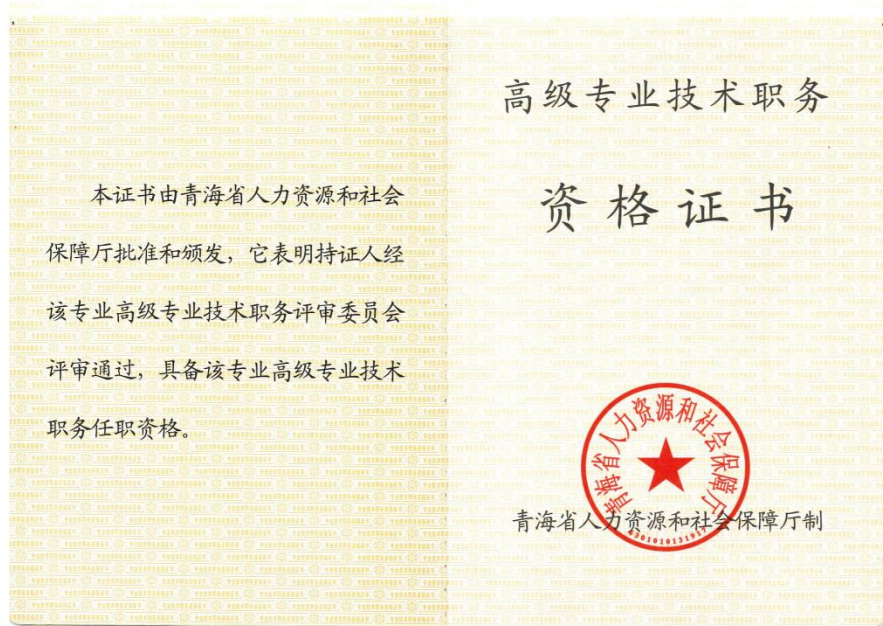 本证书由青海省人力资源和社会
保障厅批准和颁发，它表明持证人经
该专业高级专业技术职务评审委员会
评审通过，具备该专业高级专业技术
职务任职资格。
高级专业技术职务
资格证书
青海省人力资源和社会保障厅
青海省人力资源和社会保障厅制